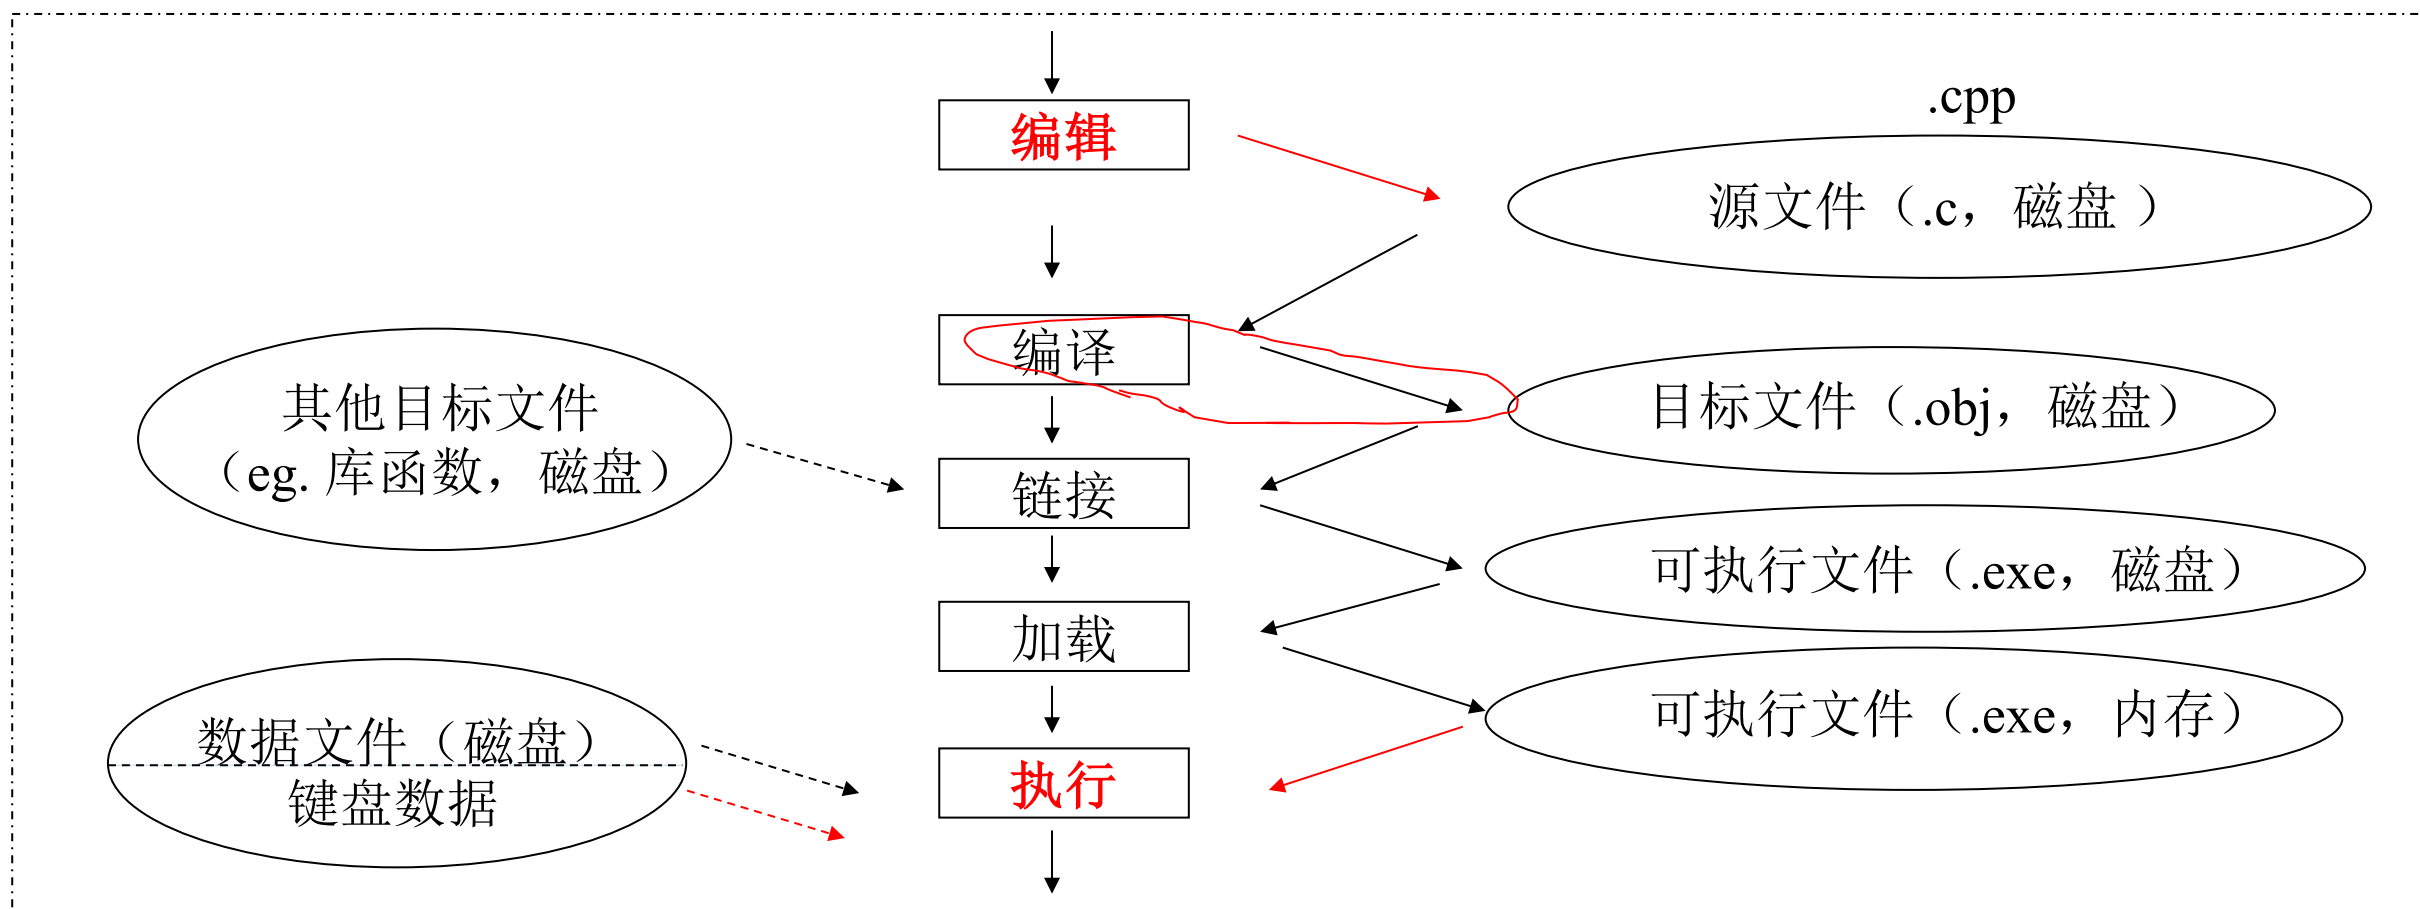 .cpp
编辑
源文件（.c，磁盘 ）
编译
其他目标文件
（eg. 库函数，磁盘）
目标文件（.obj，磁盘）
链接
可执行文件（.exe，磁盘）
加载
可执行文件（.exe，内存）
数据文件（磁盘）
键盘数据
执行